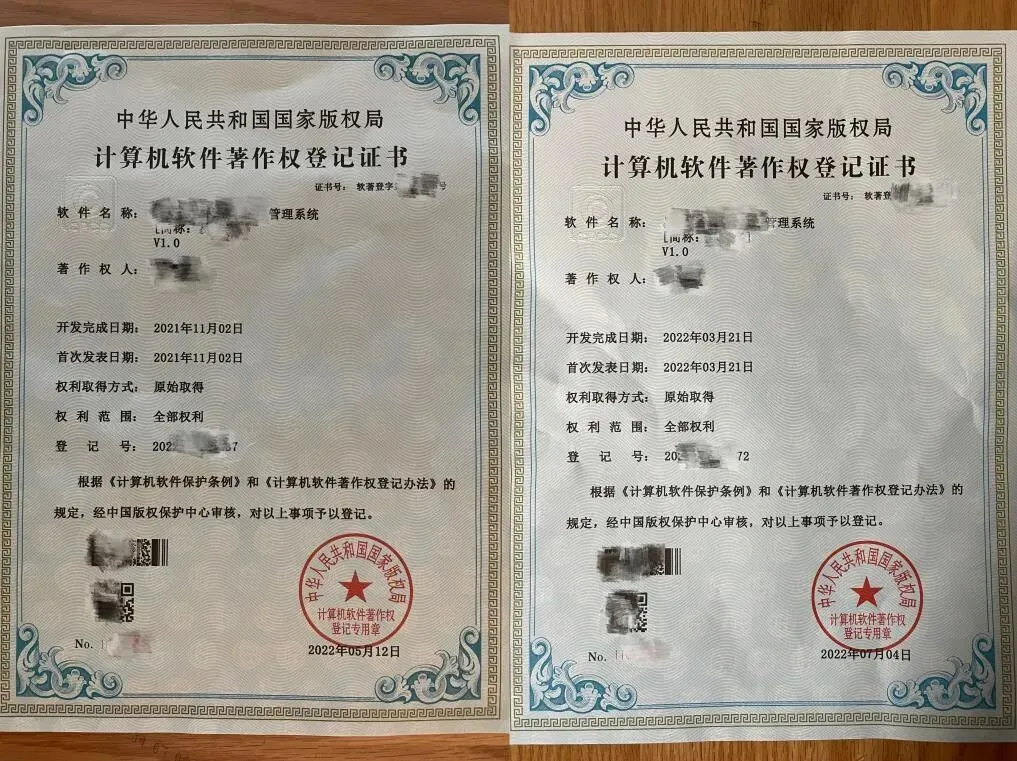 中华人民共和国国家版权局
计算机软件著作权登记证书
证书号： 软著登字 号
软件名称： 管理系统
[简称：
V1.0
著作权人：
开发完成日期： 2021年11月02日
首次发表日期： 2021年11月02日
权利取得方式： 原始取得
权利范围： 全部权利
登记号： 202 7
根据《计算机软件保护条例》和《计算机软件著作权登记办法》的
规定，经中国版权保护中心审核，对以上事项予以登记。
中华人民共和国国家版权局
计算机软件著作权
登记专用章
No.
2022年05月12日
中华人民共和国国家版权局
计算机软件著作权登记证书
证书号： 软著登
软件名称： 管理系统
[简称： ]
V1.0
著作权人：
开发完成日期： 2022年03月21日
首次发表日期： 2022年03月21日
权利取得方式： 原始取得
权利范围： 全部权利
登记号： 20 72
根据《计算机软件保护条例》和《计算机软件著作权登记办法》的
规定，经中国版权保护中心审核，对以上事项予以登记。
中华人民共和国国家版权局
计算机软件著作权
登记专用章
No.
2022年07月04日